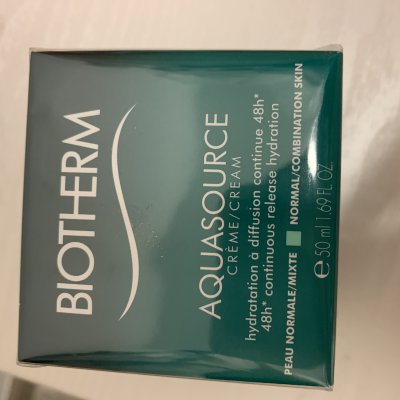 BIOTHERM
AQUASOURCE
CRÈME/CREAM
hydratation à diffusion continue 48h*
48h* continuous release hydration
PEAU NORMALE/MIXTE NORMAL/COMBINATION SKIN
℮ 50 ml 1.69 FL.OZ.